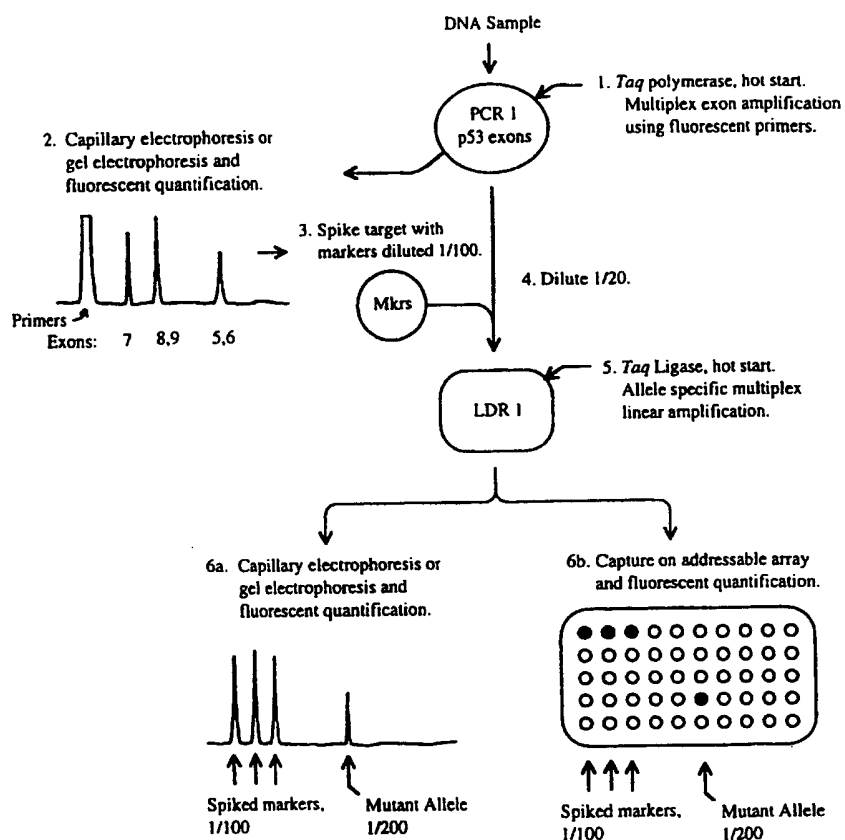 DNA Sample
1. Taq polymerase, hot start.
Multiplex exon amplification
using fluorescent primers.
PCR 1
p53 exons
2. Capillary electrophoresis or
gel electrophoresis and
fluorescent quantification.
3. Spike target with
markers diluted 1/100.
4. Dilute 1/20.
Mkrs
Primers
Exons: 7 8,9 5,6
5. Taq Ligase, hot start.
Allele specific multiplex
linear amplification.
LDR 1
6a. Capillary electrophoresis or
gel electrophoresis and
fluorescent quantification.
6b. Capture on addressable array
and fluorescent quantification.
Spiked markers,
1/100
Mutant Allele
1/200
Spiked markers,
1/100
Mutant Allele
1/200